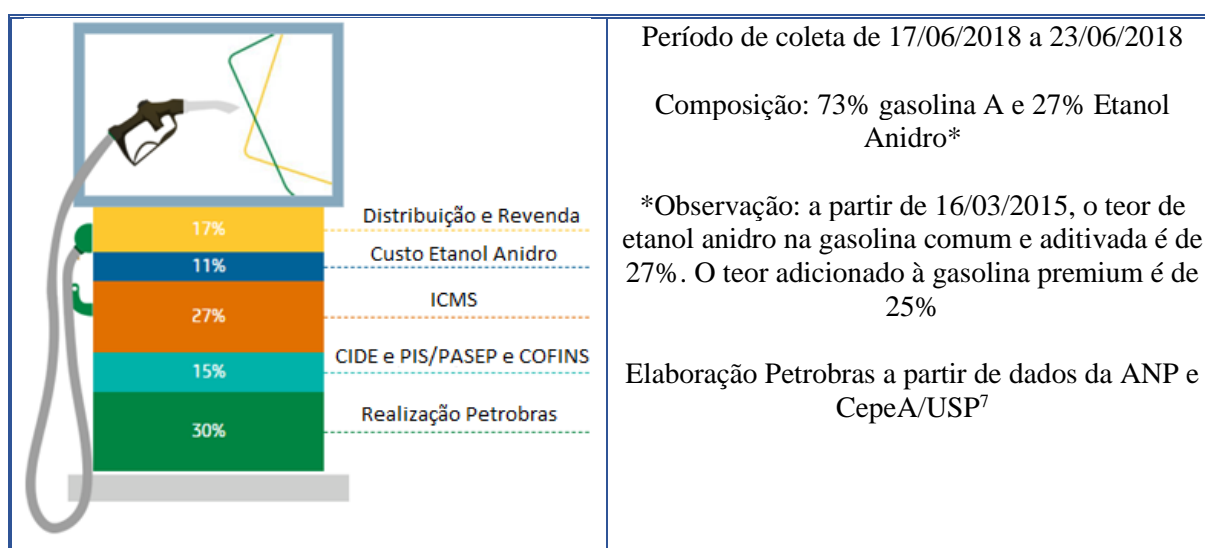 17%
Distribuição e Revenda
11%
Custo Etanol Anidro
27%
ICMS
15%
CIDE e PIS/PASEP e COFINS
30%
Realização Petrobras
Período de coleta de 17/06/2018 a 23/06/2018
Composição: 73% gasolina A e 27% Etanol
Anidro*
*Observação: a partir de 16/03/2015, o teor de
etanol anidro na gasolina comum e aditivada é de
27%. O teor adicionado à gasolina premium é de
25%
Elaboração Petrobras a partir de dados da ANP e
CepeA/USP7